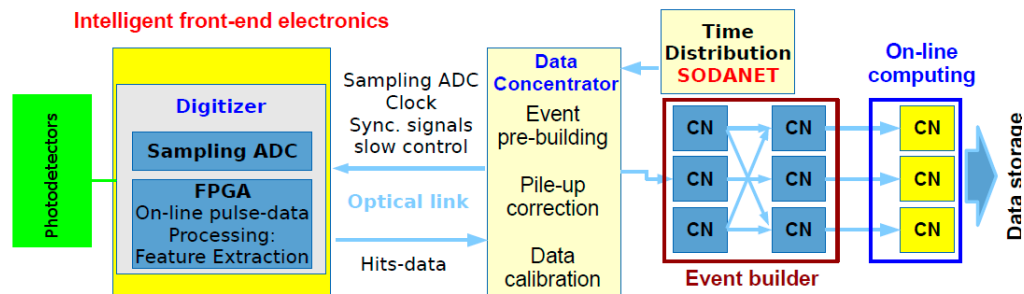 Intelligent front-end electronics
Photodetectors
Digitizer
Sampling ADC
FPGA
On-line pulse-data
Processing:
Feature Extraction
Sampling ADC
Clock
Sync. signals
slow control
Optical link
Hits-data
Data
Concentrator
Event
pre-building
Pile-up
correction
Data
calibration
Time
Distribution
SODANET
CN
CN
CN
CN
CN
CN
Event builder
On-line
computing
CN
CN
CN
Data storage